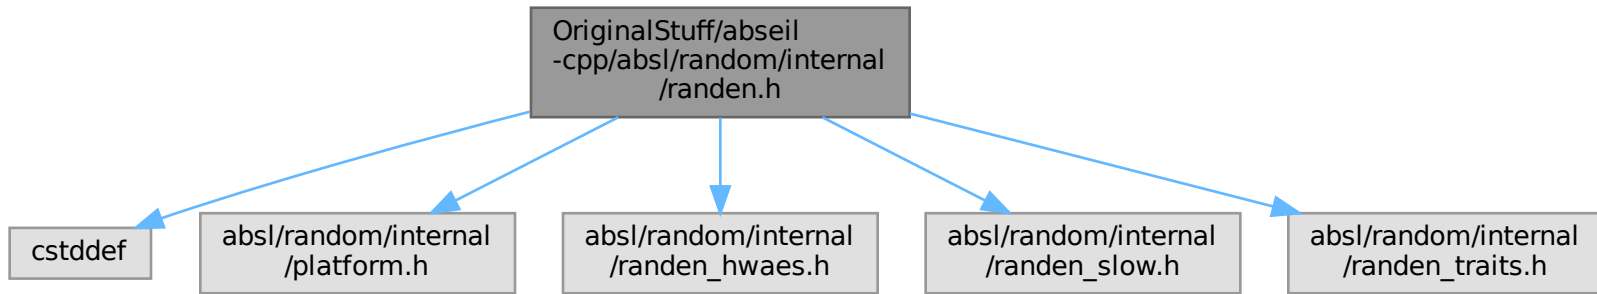 OriginalStuff/abseil
-cpp/absl/random/internal
/randen.h
cstddef
absl/random/internal
/platform.h
absl/random/internal
/randen_hwaes.h
absl/random/internal
/randen_slow.h
absl/random/internal
/randen_traits.h